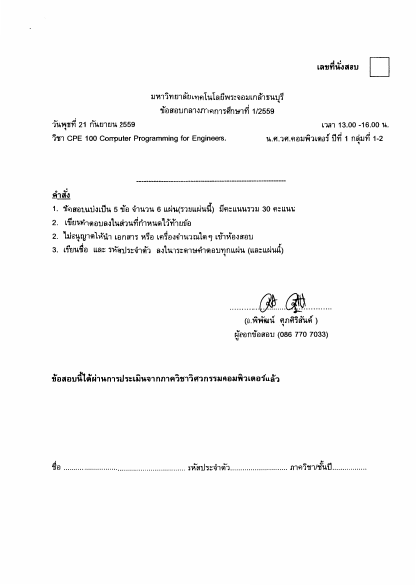 เลขที่นั่งสอบ
มหาวิทยาลัยเทคโนโลยีพระจอมเกล้าธนบุรี
ข้อสอบกลางภาคการศึกษาที่ 1/2559
วันพุธที่ 21 กันยายน 2559 เวลา 13.00 -16.00 น.
วิชา CPE 100 Computer Programming for Engineers. น.ศ.วศ.คอมพิวเตอร์ ปีที่ 1 กลุ่มที่ 1-2
คำสั่ง
1. ข้อสอบแบ่งเป็น 5 ข้อ จำนวน 6 แผ่น(รวมแผ่นนี้) มีคะแนนรวม 30 คะแนน
2. เขียนคำตอบลงในส่วนที่กำหนดไว้ท้ายข้อ
2. ไม่อนุญาตให้นำ เอกสาร หรือ เครื่องคำนวณใดๆ เข้าห้องสอบ
3. เขียนชื่อ และ รหัสประจำตัว ลงในกระดาษคำตอบทุกแผ่น (และแผ่นนี้)
(อ.พิพัฒน์ ศุภศิริสันต์ )
ผู้ออกข้อสอบ (086 770 7033)
ข้อสอบนี้ได้ผ่านการประเมินจากภาควิชาวิศวกรรมคอมพิวเตอร์แล้ว
ชื่อ ............................................... รหัสประจำตัว...................... ภาควิชา/ชั้นปี.............